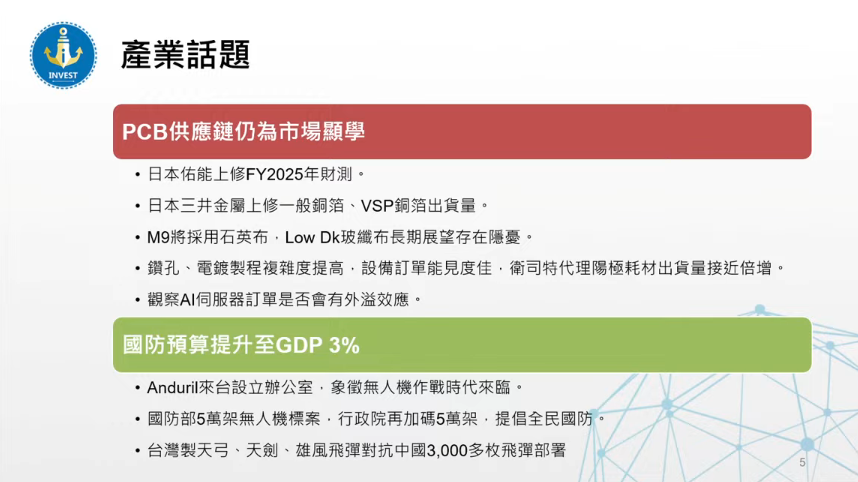 INVEST
產業話題
PCB供應鏈仍為市場顯學
• 日本佑能上修FY2025年財測。
• 日本三井金屬上修一般銅箔、VSP銅箔出貨量。
• M9將採用石英布，Low Dk玻纖布長期展望存在隱憂。
• 鑽孔、電鍍製程複雜度提高，設備訂單能見度佳，衛司特代理陽極耗材出貨量接近倍增。
• 觀察AI伺服器訂單是否會有外溢效應。
國防預算提升至GDP 3%
• Anduril來台設立辦公室，象徵無人機作戰時代來臨。
• 國防部5萬架無人機標案，行政院再加碼5萬架，提倡全民國防。
• 台灣製天弓、天劍、雄風飛彈對抗中國3,000多枚飛彈部署
5